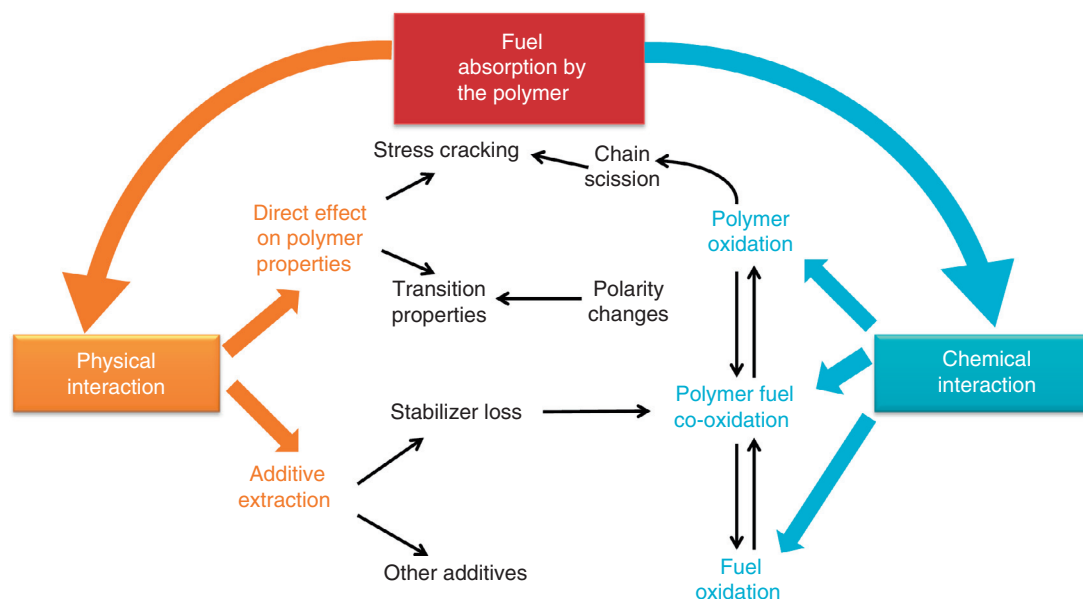 Fuel
absorption by
the polymer
Stress cracking
Chain
scission
Direct effect
on polymer
properties
Polymer
oxidation
Transition
properties
Polarity
changes
Physical
interaction
Chemical
interaction
Stabilizer loss
Polymer fuel
co-oxidation
Additive
extraction
Other additives
Fuel
oxidation